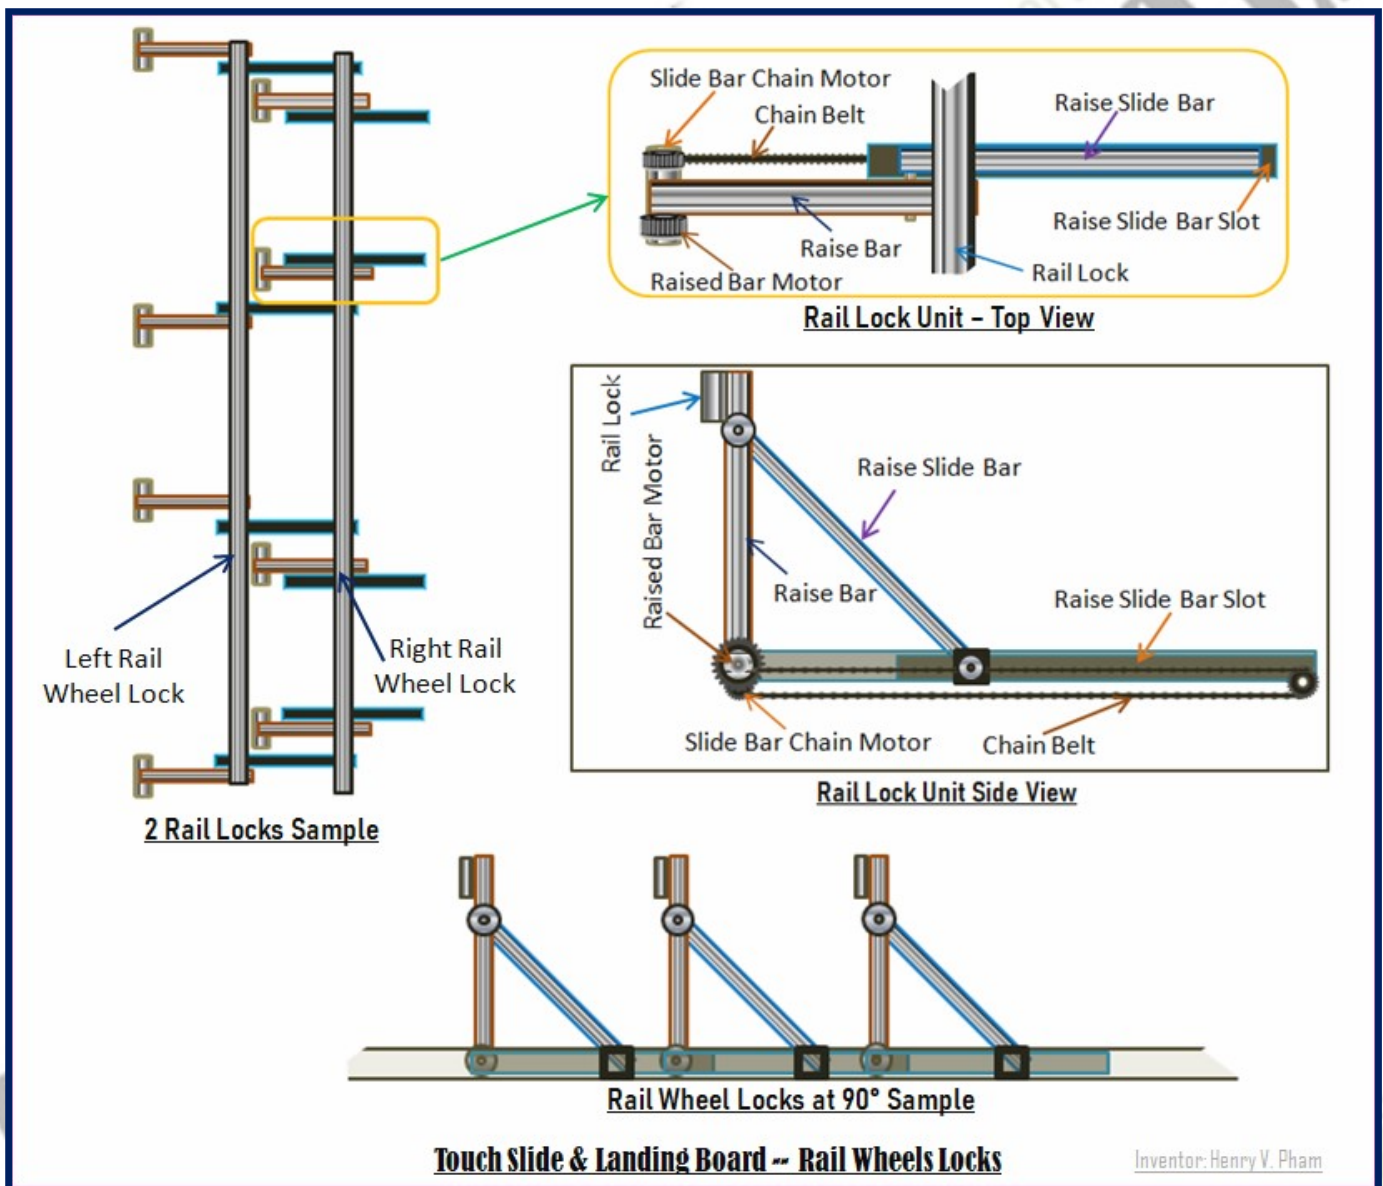 Slide Bar Chain Motor
Chain Belt
Raise Slide Bar
Raise Slide Bar Slot
Raise Bar
Rail Lock
Raised Bar Motor
Rail Lock Unit – Top View
Left Rail
Wheel Lock
Right Rail
Wheel Lock
2 Rail Locks Sample
Rail Lock
Raised Bar Motor
Raise Slide Bar
Raise Bar
Raise Slide Bar Slot
Slide Bar Chain Motor
Chain Belt
Rail Lock Unit Side View
Rail Wheel Locks at 90° Sample
Touch Slide & Landing Board -- Rail Wheels Locks
Inventor: Henry V. Pham